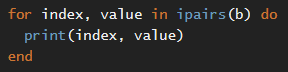 for index, value in ipairs(b) do
  print(index, value)
end